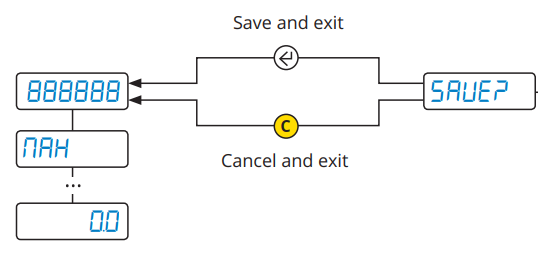 Save and exit
888888
SAVE?
C
MAX
Cancel and exit
...
0.0